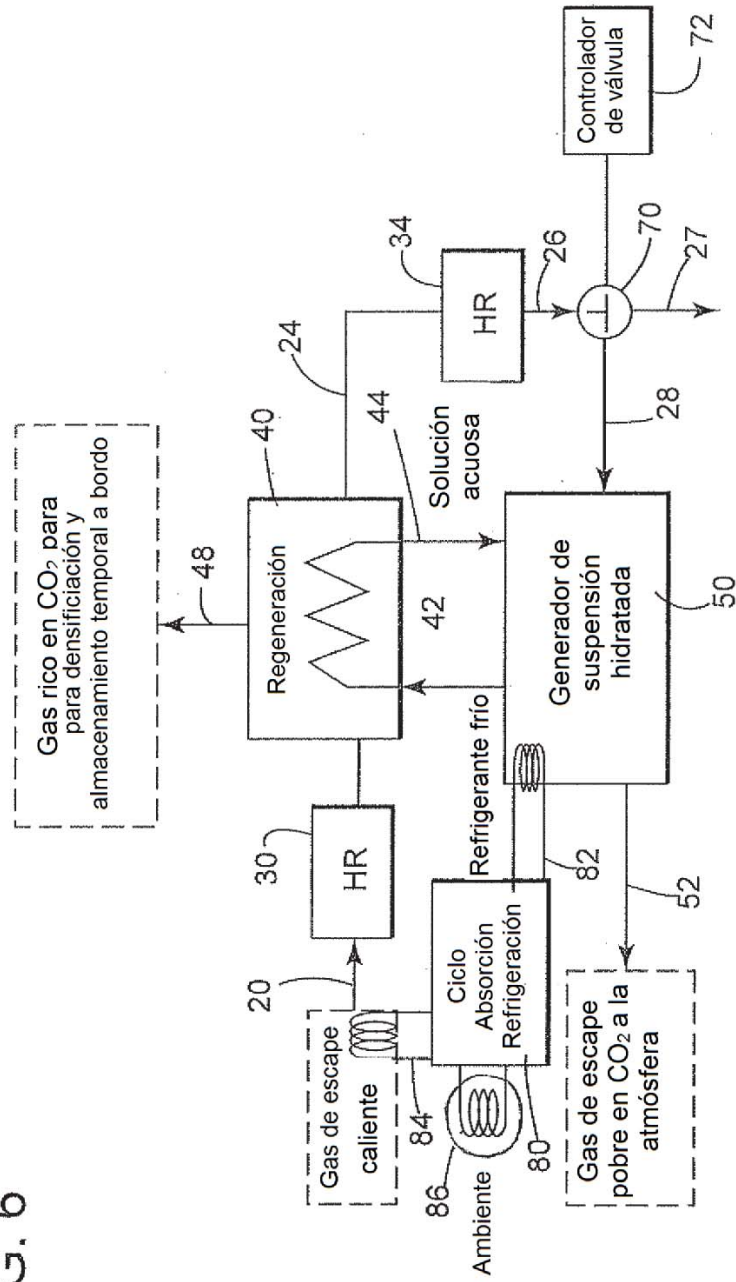 G. 6
Gas rico en CO₂ para
para densificiación y
almacenamiento temporal a bordo
48
40
Regeneración
24
34
HR
26
30
HR
20
Gas de escape
caliente
84
86
Ambiente
80
Ciclo
Absorción
Refrigeración
Refrigerante frío
82
42
44
Solución
acuosa
Generador de
suspensión
hidratada
50
28
70
27
Controlador
de válvula
72
52
Gas de escape
pobre en CO₂ a la
atmósfera